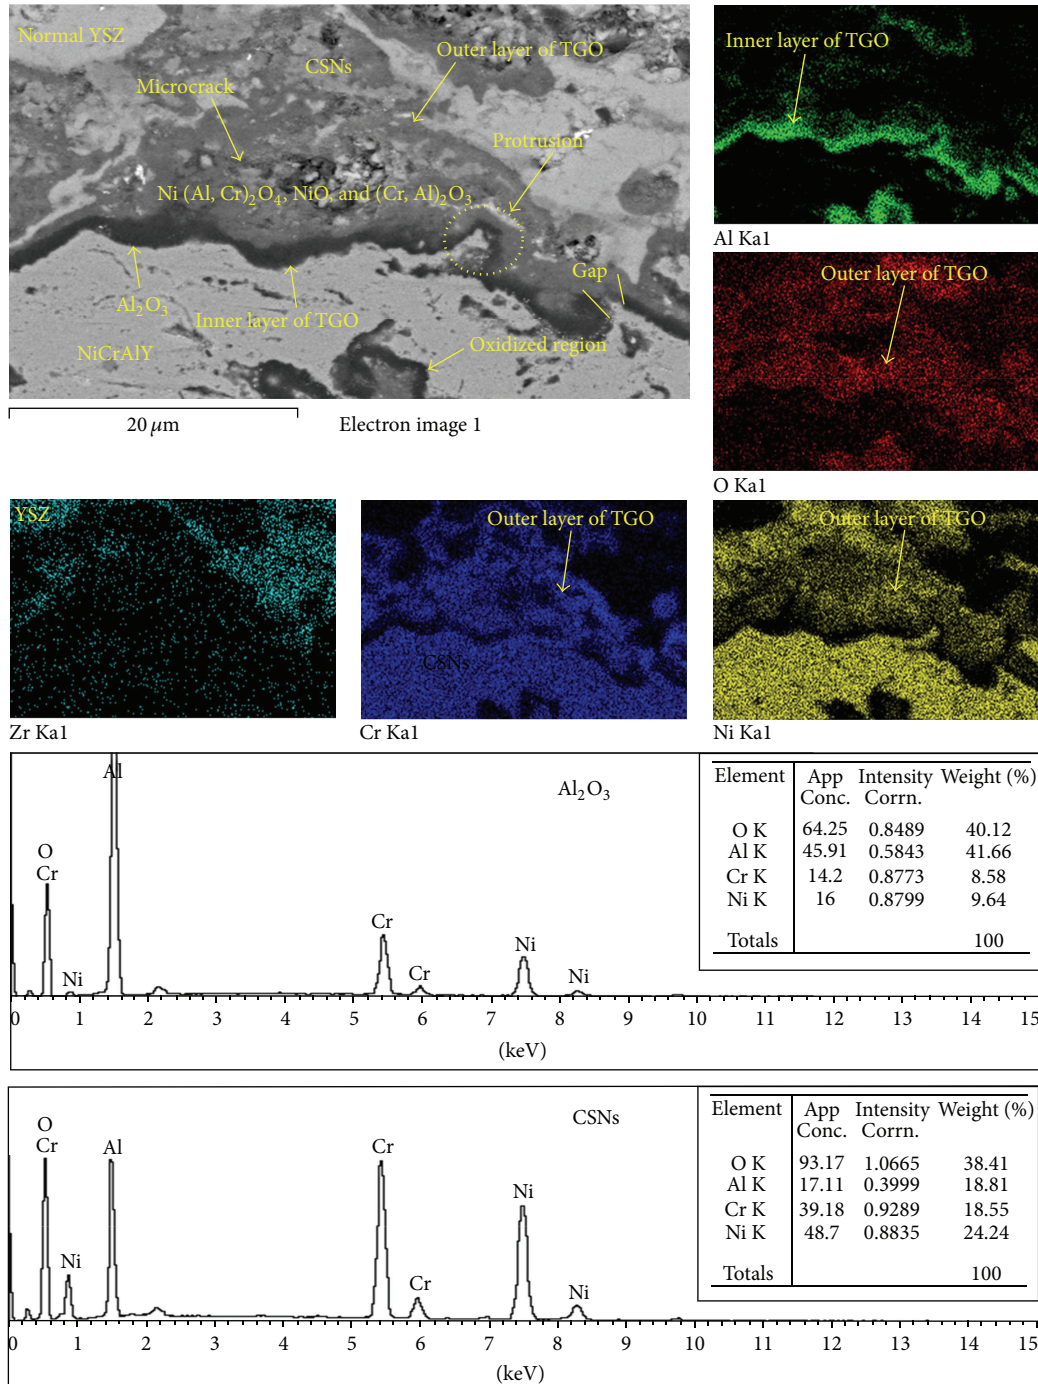 Normal YSZ
CSNs
Outer layer of TGO
Microcrack
Protrusion
Ni (Al, Cr)₂O₄, NiO, and (Cr, Al)₂O₃
Gap
Al₂O₃
Inner layer of TGO
NiCrAlY
Oxidized region
20 μm
Electron image 1
Inner layer of TGO
Al Ka1
Outer layer of TGO
O Ka1
YSZ
Zr Ka1
Outer layer of TGO
CSNs
Cr Ka1
Outer layer of TGO
Ni Ka1
Al
Al₂O₃
O
Cr
Ni
Cr
Cr
Ni
Ni
0 1 2 3 4 5 6 7 8 9 10 11 12 13 14 15
(keV)
Element App Conc. Intensity Corrn. Weight (%)
O K 64.25 0.8489 40.12
Al K 45.91 0.5843 41.66
Cr K 14.2 0.8773 8.58
Ni K 16 0.8799 9.64
Totals 100
CSNs
O
Cr
Al
Ni
Cr
Cr
Ni
Ni
0 1 2 3 4 5 6 7 8 9 10 11 12 13 14 15
(keV)
Element App Conc. Intensity Corrn. Weight (%)
O K 93.17 1.0665 38.41
Al K 17.11 0.3999 18.81
Cr K 39.18 0.9289 18.55
Ni K 48.7 0.8835 24.24
Totals 100